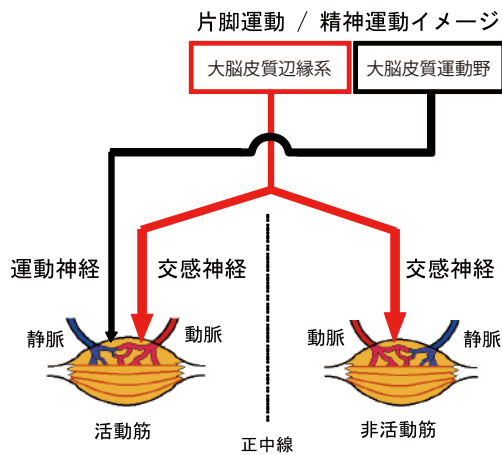 片脚運動 / 精神運動イメージ
大脳皮質辺縁系
大脳皮質運動野
運動神経
交感神経
交感神経
静脈
動脈
動脈
静脈
活動筋
正中線
非活動筋